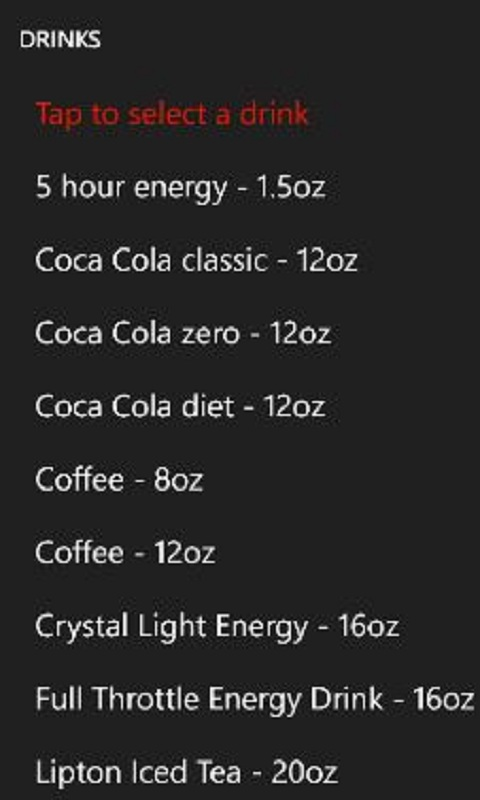 DRINKS
Tap to select a drink
5 hour energy - 1.5oz
Coca Cola classic - 12oz
Coca Cola zero - 12oz
Coca Cola diet - 12oz
Coffee - 8oz
Coffee - 12oz
Crystal Light Energy - 16oz
Full Throttle Energy Drink - 16oz
Lipton Iced Tea - 20oz